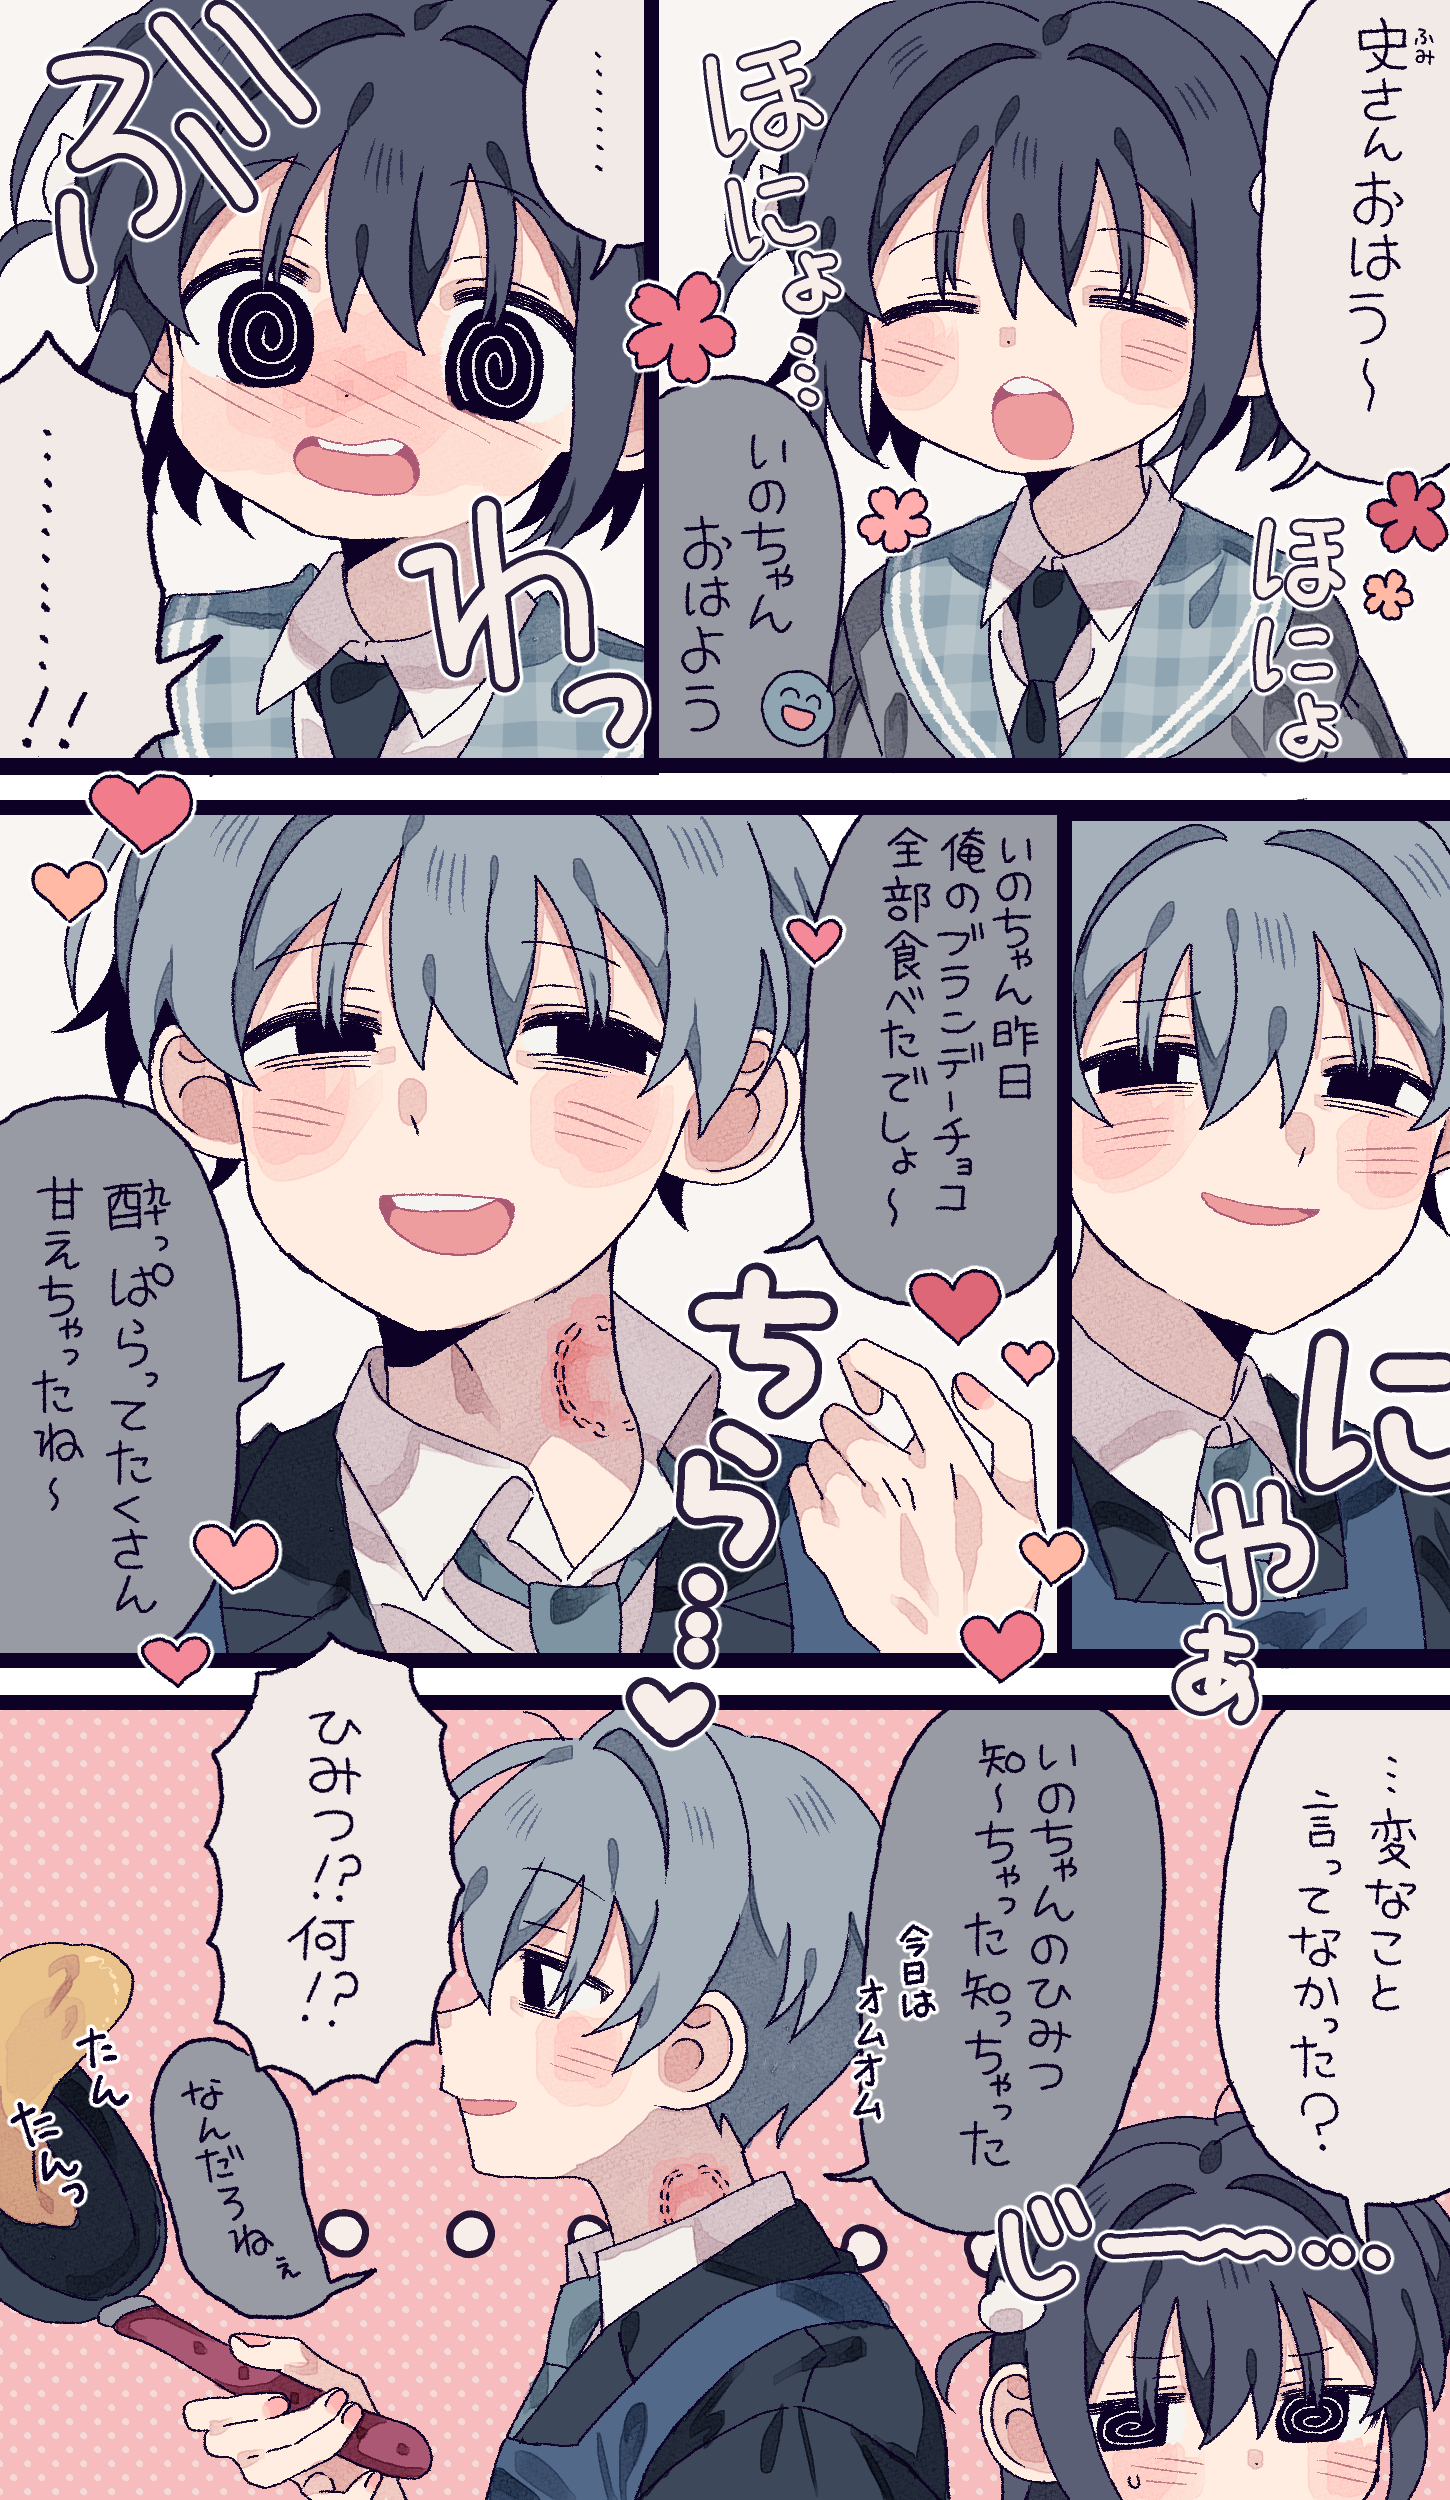 史さんおはう～
ふみ
ほにょ
ほにょ…
いのちゃん
おはよう
………
ぶわっ
…………!!
にやぁ
いのちゃん昨日
俺のブランデーチョコ
全部食べたでしょ～
ちら…♡
酔っぱらってたくさん
甘えちゃったね～
…変なこと
言ってなかった?
じーー…
いのちゃんのひみつ
知～ちゃった知っちゃった
今日は
オムオム
ひみつ!?何!?
なんだろねぇ
たん
たんっ